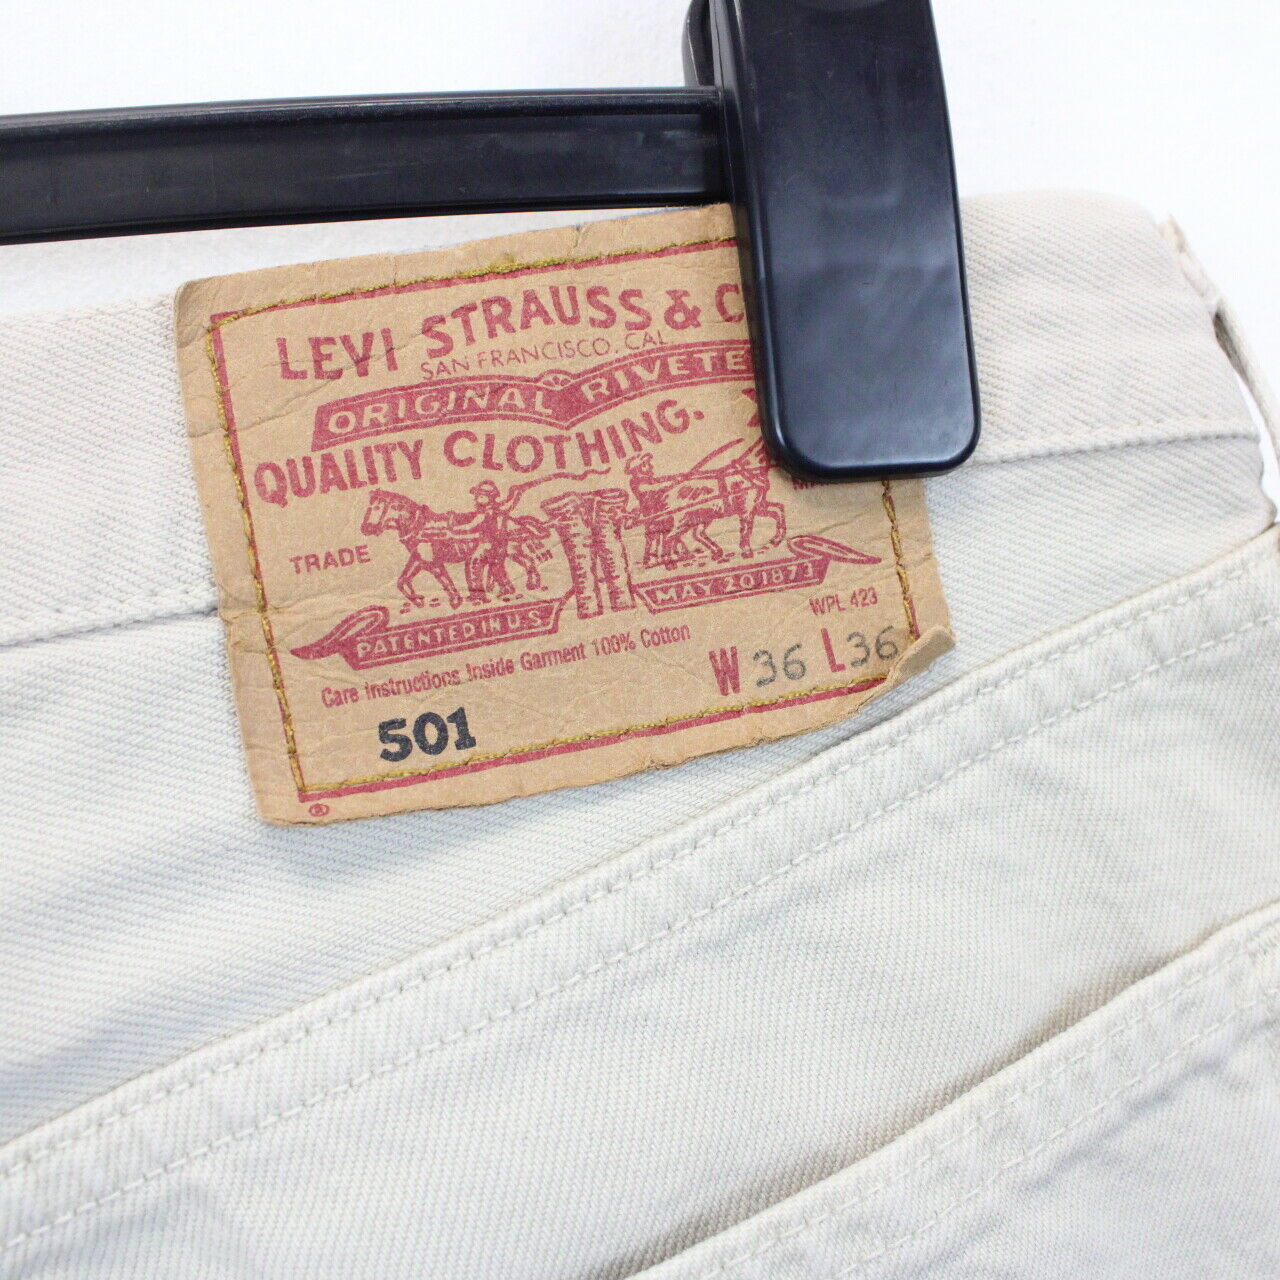 LEVI STRAUSS & C
SAN FRANCISCO, CAL.
ORIGINAL RIVETE
QUALITY CLOTHING.
TRADE
PATENTED IN U.S.
MAY 20 1873
WPL 423
Care Instructions Inside Garment 100% Cotton
W 36 L 36
501
®